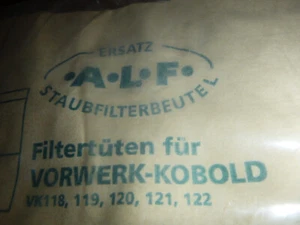 ERSATZ
·A·L·F·
STAUBFILTERBEUTEL
Filtertüten für
VORWERK-KOBOLD
VK118, 119, 120, 121, 122